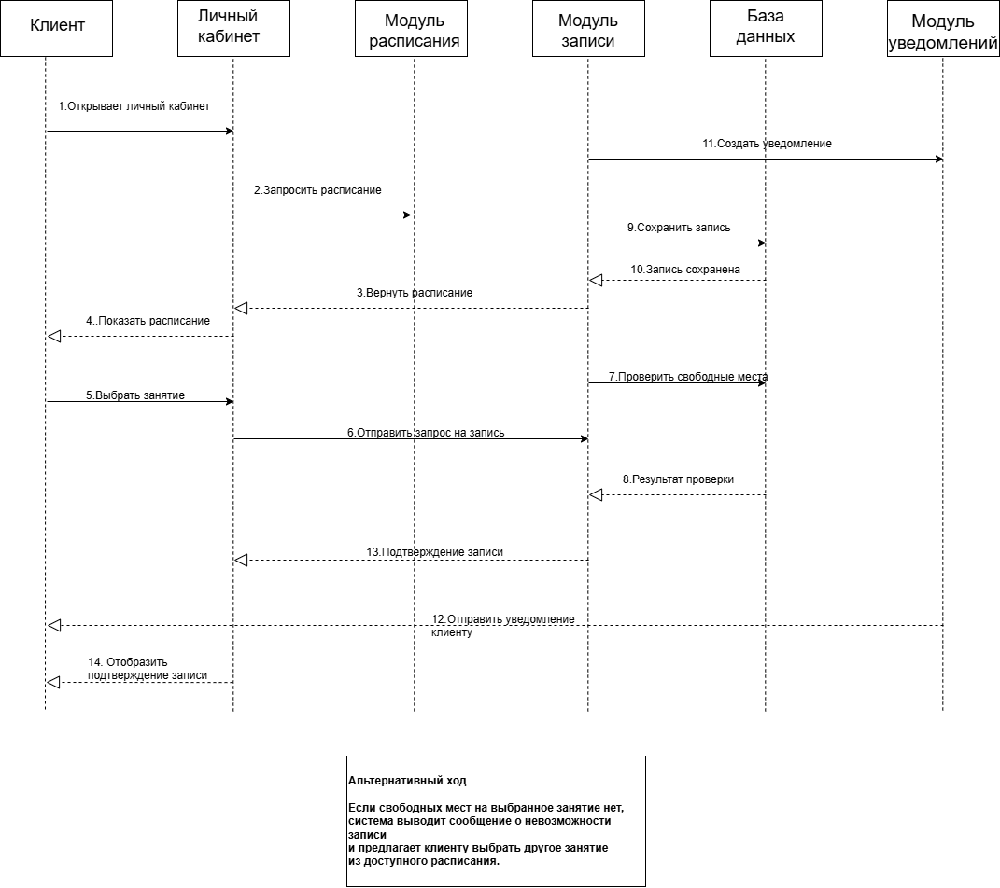 Клиент
Личный
кабинет
Модуль
расписания
Модуль
записи
База
данных
Модуль
уведомлений
1.Открывает личный кабинет
11.Создать уведомление
2.Запросить расписание
9.Сохранить запись
10.Запись сохранена
3.Вернуть расписание
4..Показать расписание
7.Проверить свободные места
5.Выбрать занятие
6.Отправить запрос на запись
8.Результат проверки
13.Подтверждение записи
12.Отправить уведомление
клиенту
14. Отобразить
подтверждение записи
Альтернативный ход
Если свободных мест на выбранное занятие нет,
система выводит сообщение о невозможности
записи
и предлагает клиенту выбрать другое занятие
из доступного расписания.